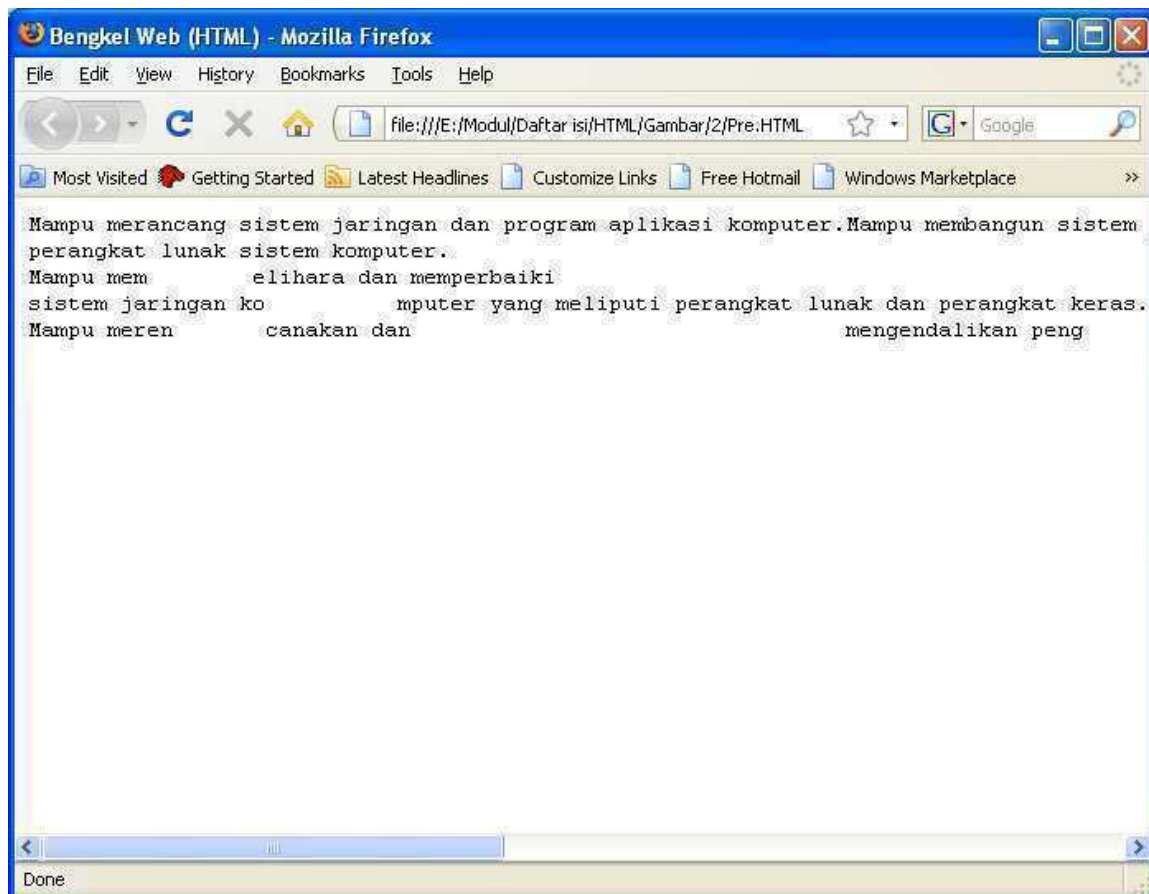 Bengkel Web (HTML) - Mozilla Firefox
File Edit View History Bookmarks Tools Help
file:///E:/Modul/Daftar isi/HTML/Gambar/2/Pre.HTML G Google
Most Visited Getting Started Latest Headlines Customize Links Free Hotmail Windows Marketplace »
Mampu merancang sistem jaringan dan program aplikasi komputer.Mampu membangun sistem
perangkat lunak sistem komputer.
Mampu mem        elihara dan memperbaiki
sistem jaringan ko          mputer yang meliputi perangkat lunak dan perangkat keras.
Mampu meren       canakan dan                                 mengendalikan peng
Done